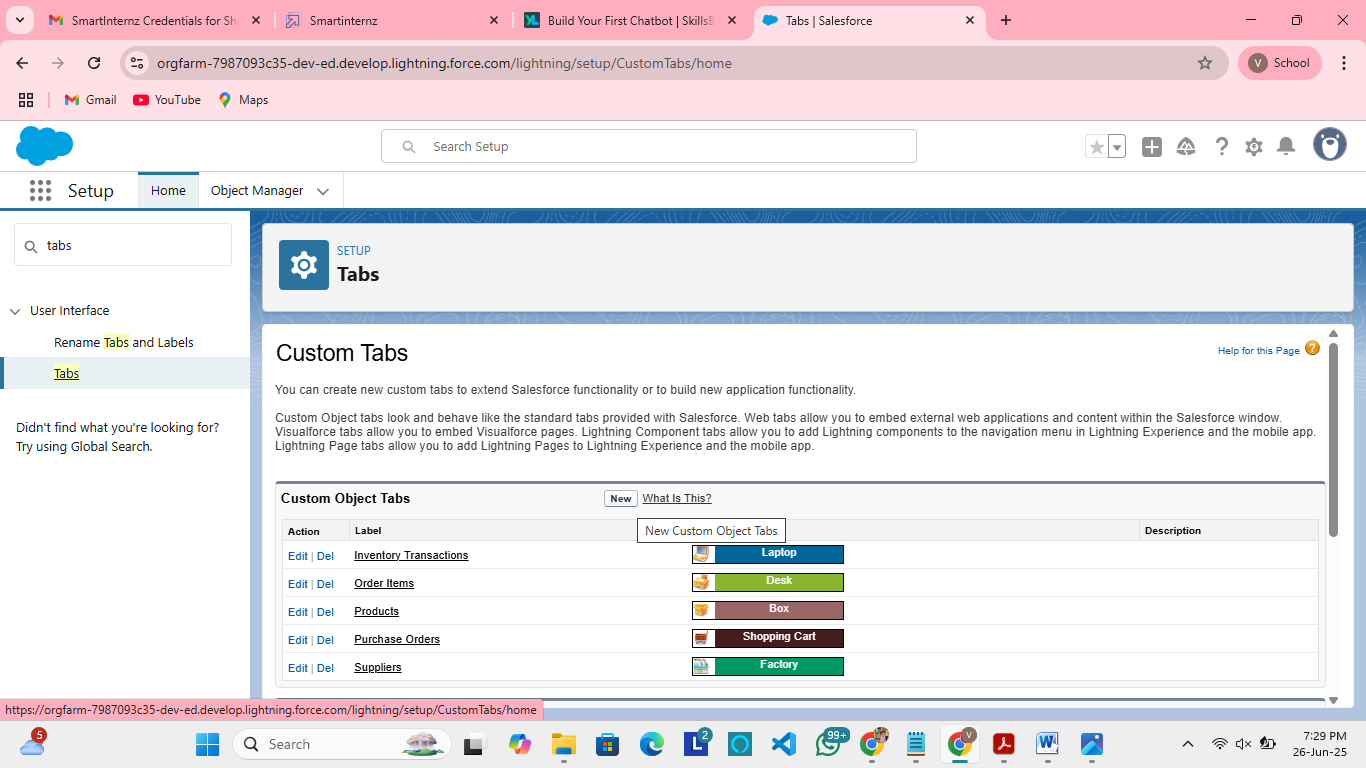 SmartInternz Credentials for Sh
Smartinternz
Build Your First Chatbot | SkillsB
Tabs | Salesforce
orgfarm-7987093c35-dev-ed.develop.lightning.force.com/lightning/setup/CustomTabs/home
V School
Gmail
YouTube
Maps
Search Setup
Setup
Home
Object Manager
tabs
User Interface
Rename Tabs and Labels
Tabs
Didn't find what you're looking for?
Try using Global Search.
SETUP
Tabs
Custom Tabs
Help for this Page ?
You can create new custom tabs to extend Salesforce functionality or to build new application functionality.
Custom Object tabs look and behave like the standard tabs provided with Salesforce. Web tabs allow you to embed external web applications and content within the Salesforce window.
Visualforce tabs allow you to embed Visualforce pages. Lightning Component tabs allow you to add Lightning components to the navigation menu in Lightning Experience and the mobile app.
Lightning Page tabs allow you to add Lightning Pages to Lightning Experience and the mobile app.
Custom Object Tabs New What Is This?
New Custom Object Tabs
Action Label Description
Edit | Del Inventory Transactions Laptop
Edit | Del Order Items Desk
Edit | Del Products Box
Edit | Del Purchase Orders Shopping Cart
Edit | Del Suppliers Factory
https://orgfarm-7987093c35-dev-ed.develop.lightning.force.com/lightning/setup/CustomTabs/home
5
Search
2
99+
V
7:29 PM
26-Jun-25